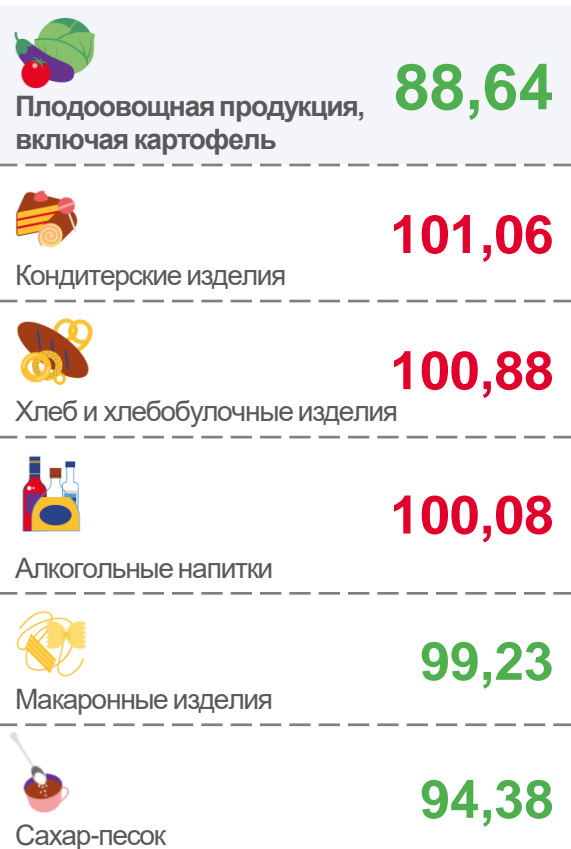 88,64
Плодоовощная продукция,
включая картофель
101,06
Кондитерские изделия
100,88
Хлеб и хлебобулочные изделия
100,08
Алкогольные напитки
99,23
Макаронные изделия
94,38
Сахар-песок